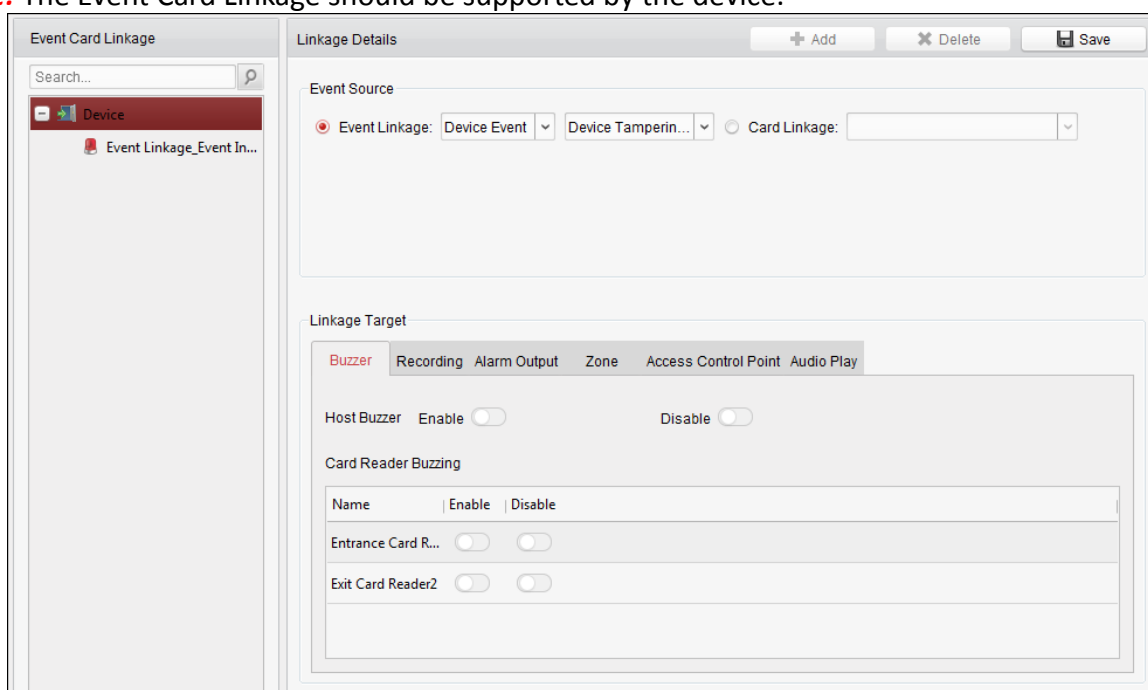 The Event Card Linkage should be supported by the device.
Event Card Linkage
Linkage Details
Add
Delete
Save
Search...
Device
Event Linkage_Event In...
Event Source
Event Linkage: Device Event Device Tamperin... Card Linkage:
Linkage Target
Buzzer Recording Alarm Output Zone Access Control Point Audio Play
Host Buzzer Enable Disable
Card Reader Buzzing
Name Enable Disable
Entrance Card R...
Exit Card Reader2